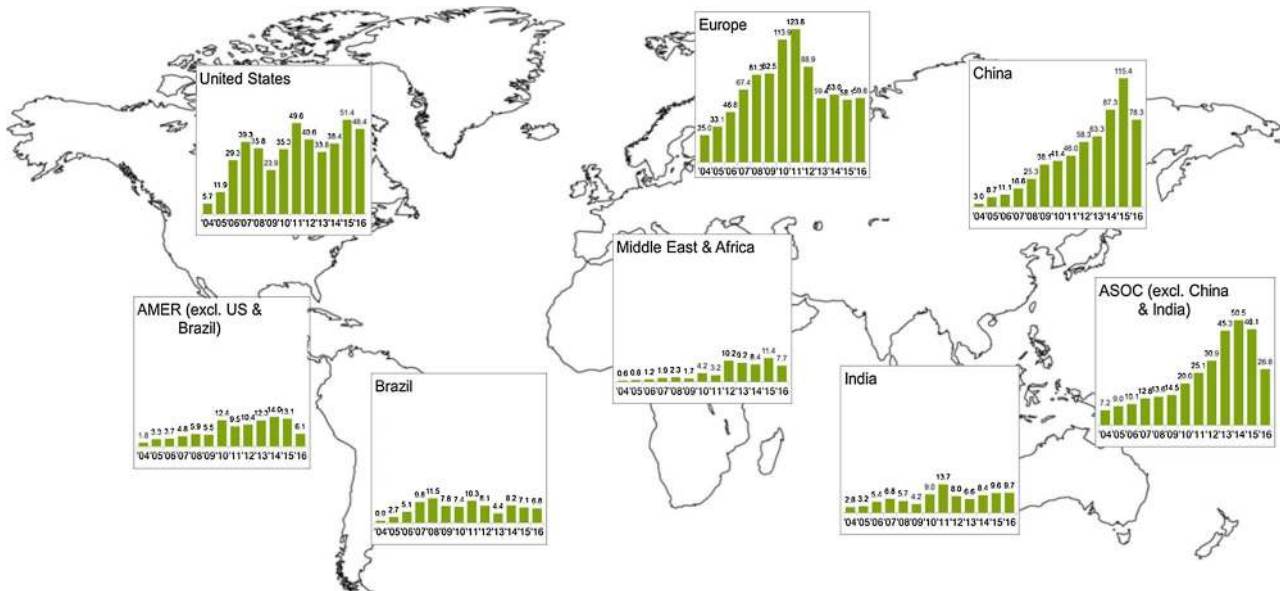 United States
5.7 11.9 29.3 39.3 35.8 23.9 35.3 49.6 40.6 33.8 38.4 51.4 48.4
'04 '05 '06 '07 '08 '09 '10 '11 '12 '13 '14 '15 '16
Europe
35.0 33.1 46.8 67.4 81.3 82.5 113.9 123.8 88.9 59.4 63.0 58.1 59.8
'04 '05 '06 '07 '08 '09 '10 '11 '12 '13 '14 '15 '16
China
3.0 8.7 11.1 16.6 25.3 38.1 41.4 46.0 58.3 63.3 87.3 115.4 78.3
'04 '05 '06 '07 '08 '09 '10 '11 '12 '13 '14 '15 '16
Middle East & Africa
0.6 0.8 1.2 1.9 2.3 1.7 4.2 3.2 10.2 9.2 8.4 11.4 7.7
'04 '05 '06 '07 '08 '09 '10 '11 '12 '13 '14 '15 '16
AMER (excl. US &
Brazil)
1.8 3.3 3.7 4.8 5.9 5.5 12.4 9.5 10.4 12.3 14.0 13.1 6.1
'04 '05 '06 '07 '08 '09 '10 '11 '12 '13 '14 '15 '16
ASOC (excl. China
& India)
7.2 9.0 10.1 12.8 13.6 14.5 20.0 25.1 30.9 45.3 50.5 46.1 26.8
'04 '05 '06 '07 '08 '09 '10 '11 '12 '13 '14 '15 '16
Brazil
0.9 2.7 5.1 9.8 11.5 7.8 7.4 10.3 8.1 4.4 8.2 7.1 6.8
'04 '05 '06 '07 '08 '09 '10 '11 '12 '13 '14 '15 '16
India
2.8 3.2 5.4 6.8 5.7 4.2 9.0 13.7 8.0 6.6 8.4 9.6 9.7
'04 '05 '06 '07 '08 '09 '10 '11 '12 '13 '14 '15 '16